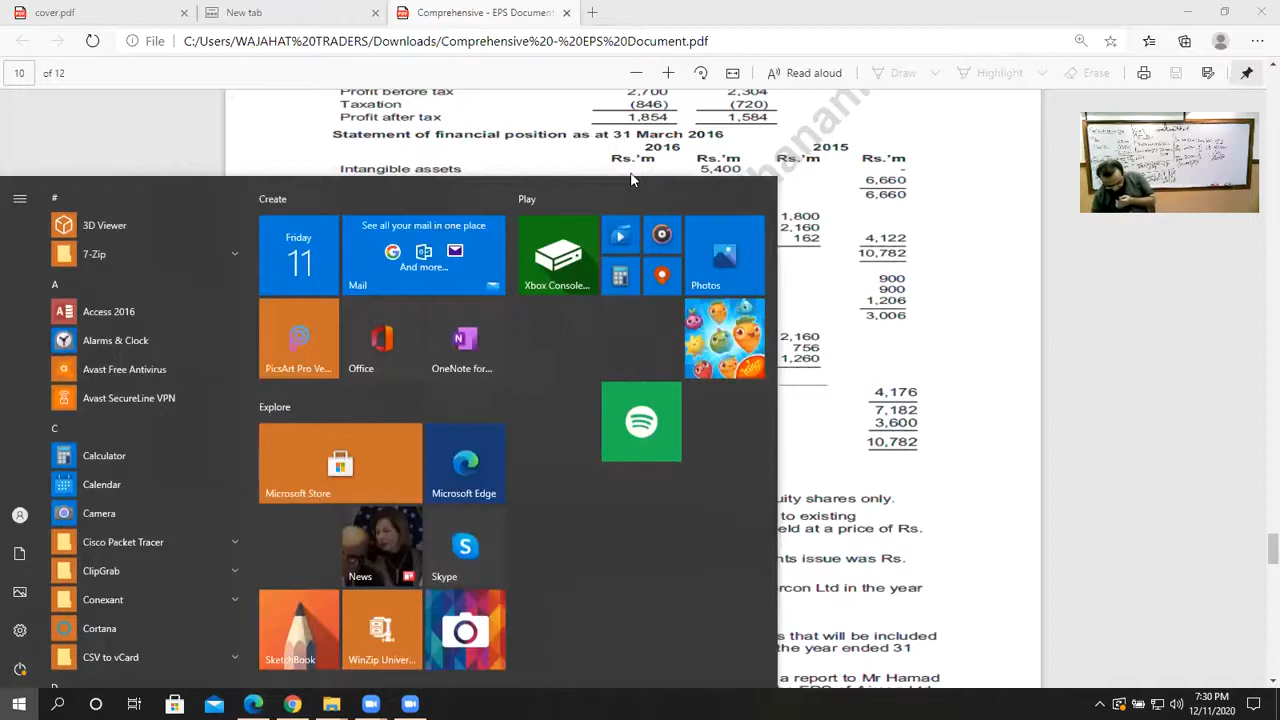 cover.pdf
New tab
Comprehensive - EPS Document.
File
C:/Users/WAJAHAT%20TRADERS/Downloads/Comprehensive%20-%20EPS%20Document.pdf
10 of 12
Read aloud
Draw
Highlight
Erase
Profit before tax 2,700 2,304
Taxation (846) (720)
Profit after tax 1,854 1,584
Statement of financial position as at 31 March 2016
2016 2015
Rs.'m Rs.'m Rs.'m Rs.'m
Intangible assets 5,400 -
6,660
6,660
1,800
2,160
162 4,122
10,782
900
900
1,206
3,006
2,160
756
1,260
4,176
7,182
3,600
10,782
uity shares only.
to existing
eld at a price of Rs.
nts issue was Rs.
rcon Ltd in the year
s that will be included
the year ended 31
a report to Mr Hamad
#
3D Viewer
7-Zip
A
Access 2016
Alarms & Clock
Avast Free Antivirus
Avast SecureLine VPN
C
Calculator
Calendar
Camera
Cisco Packet Tracer
ClipGrab
Conexant
Cortana
CSV to vCard
Create
Friday
11
See all your mail in one place
And more...
Mail
PicsArt Pro Ve...
Office
OneNote for...
Explore
Microsoft Store
Microsoft Edge
News
Skype
SketchBook
WinZip Univer...
Play
Xbox Console...
Photos
7:30 PM
12/11/2020